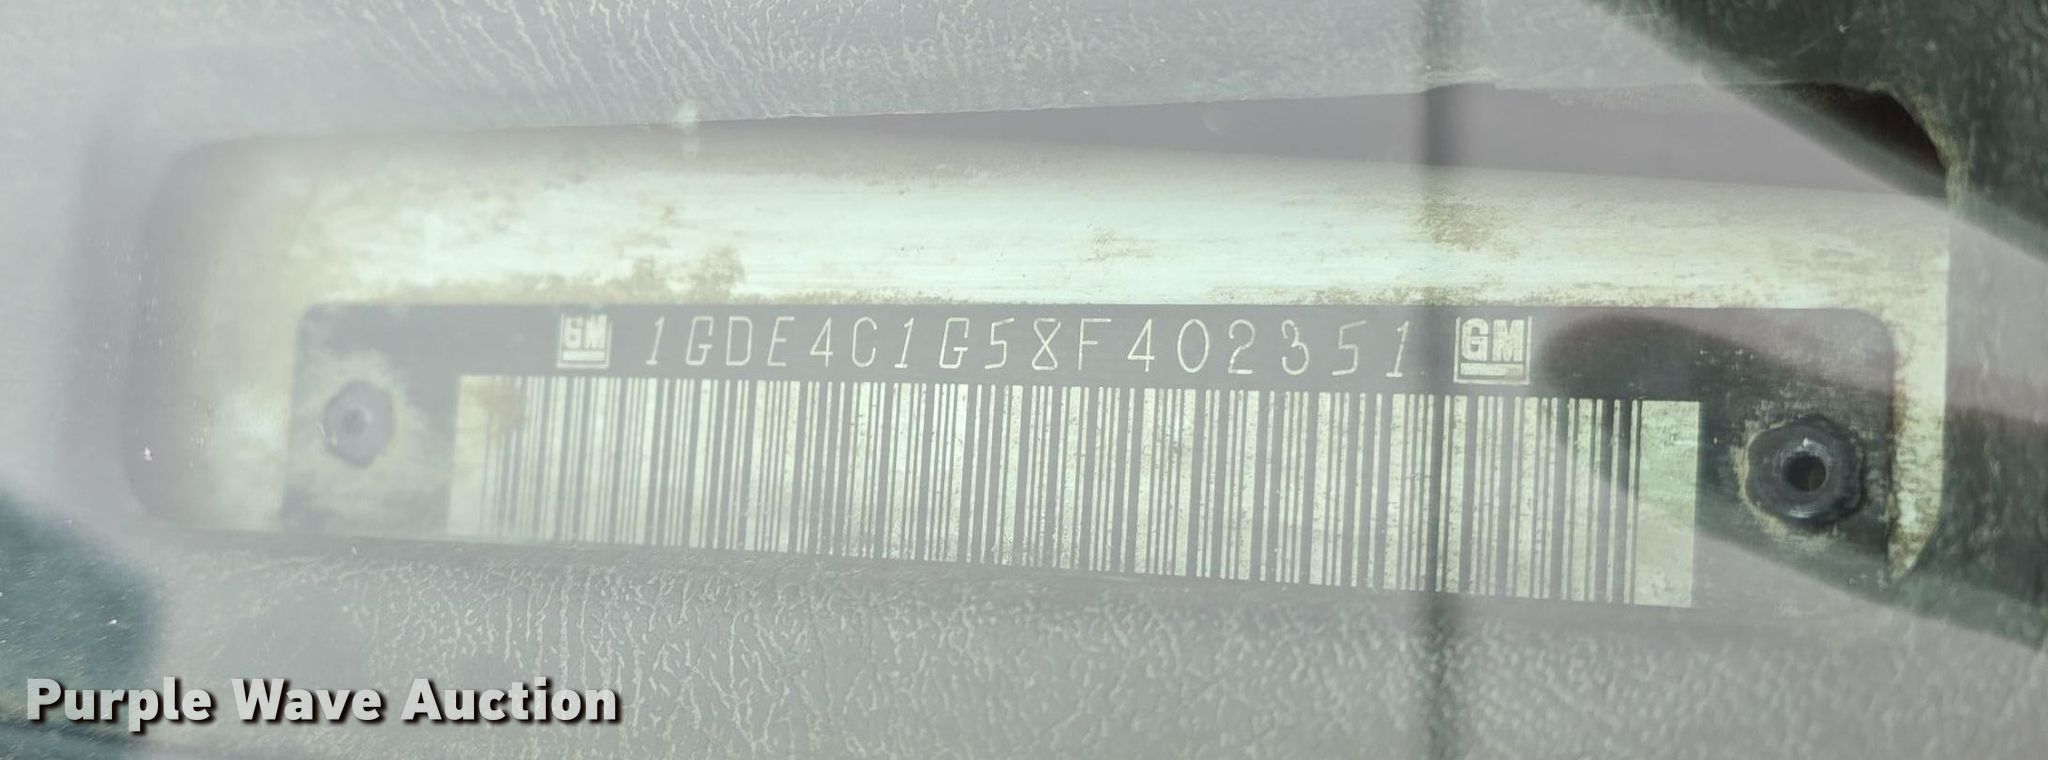 GM 1GDE4C1G58F402351 GM
Purple Wave Auction